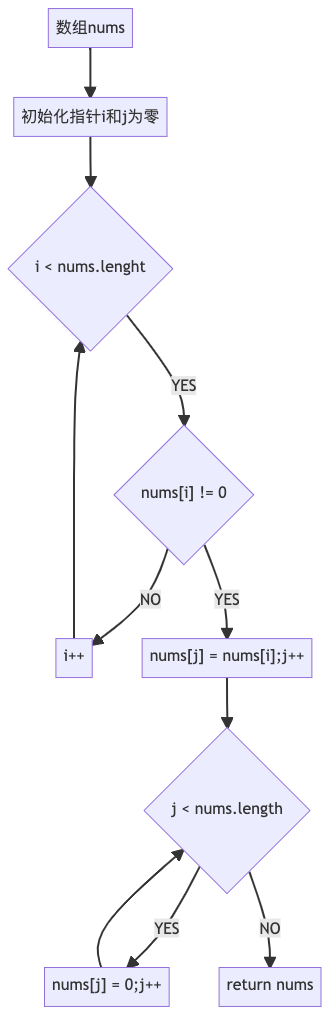 数组nums
初始化指针i和j为零
i < nums.lenght
YES
nums[i] != 0
NO
YES
i++
nums[j] = nums[i];j++
j < nums.length
YES
NO
nums[j] = 0;j++
return nums